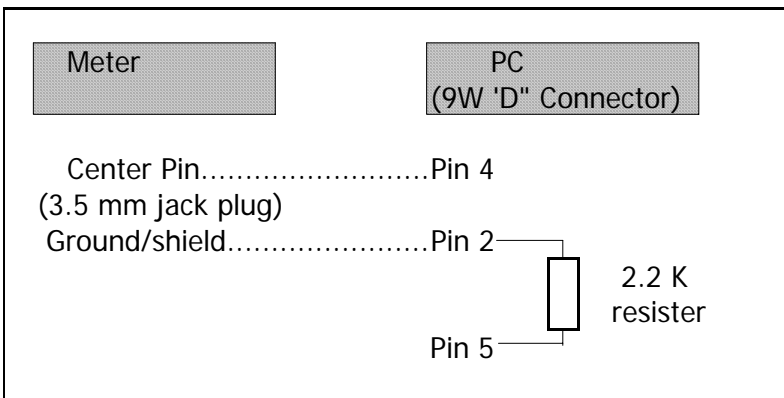 Meter
PC
(9W 'D" Connector)
Center Pin..........................Pin 4
(3.5 mm jack plug)
Ground/shield.......................Pin 2
2.2 K
resister
Pin 5